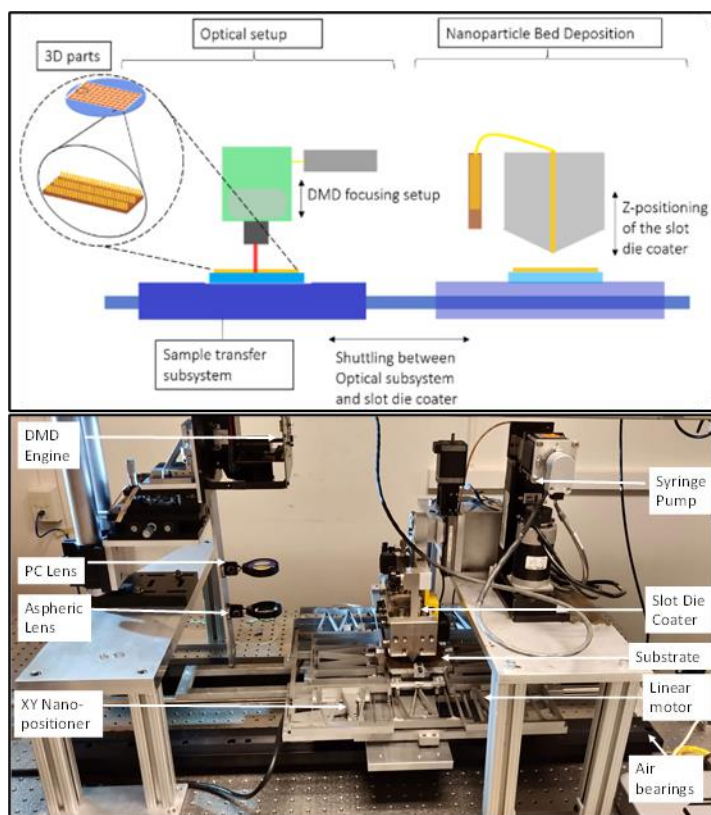 Optical setup
Nanoparticle Bed Deposition
3D parts
DMD focusing setup
Z-positioning
of the slot
die coater
Sample transfer
subsystem
Shuttling between
Optical subsystem
and slot die coater
DMD
Engine
PC Lens
Aspheric
Lens
XY Nano-
positioner
Syringe
Pump
Slot Die
Coater
Substrate
Linear
motor
Air
bearings